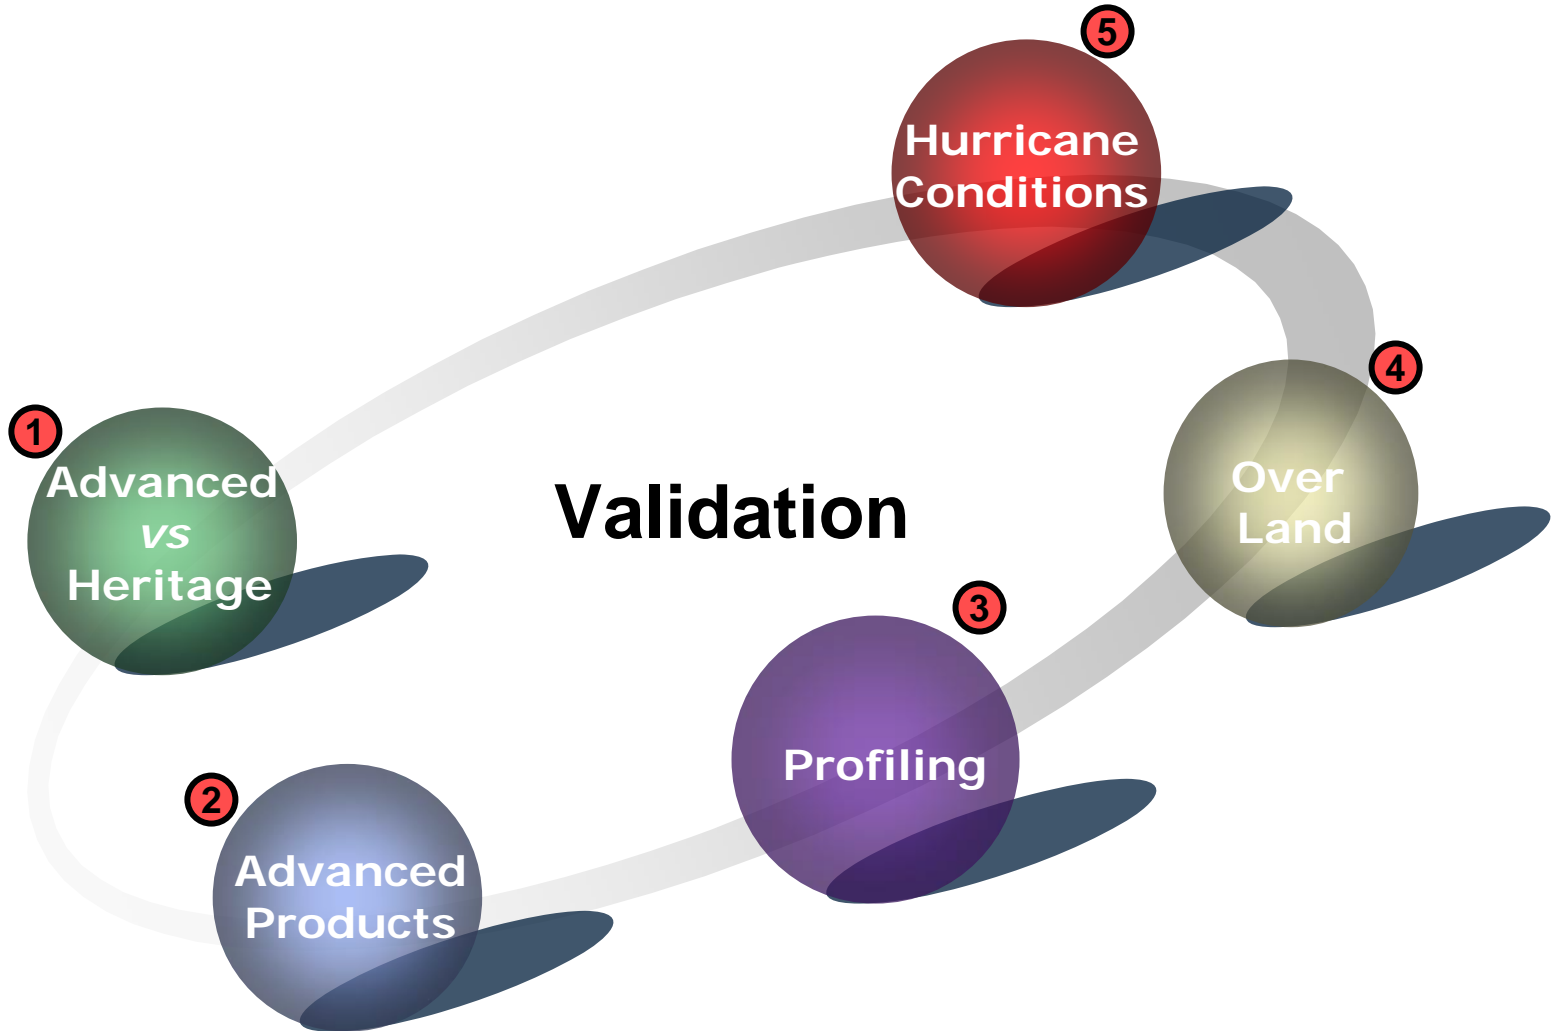 Validation
1
Advanced
vs
Heritage
2
Advanced
Products
3
Profiling
4
Over
Land
5
Hurricane
Conditions